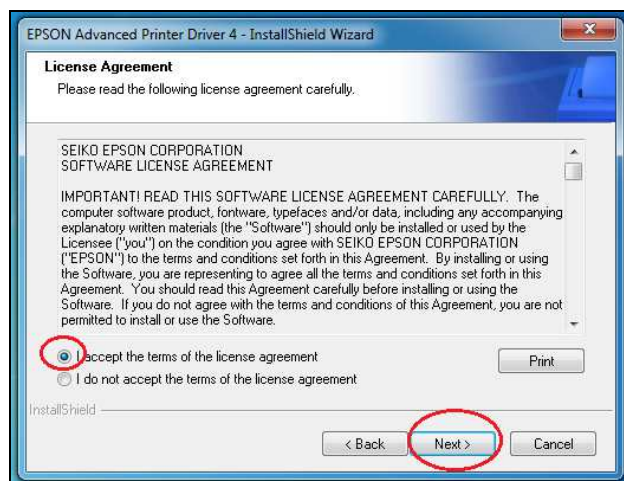 EPSON Advanced Printer Driver 4 - InstallShield Wizard
License Agreement
Please read the following license agreement carefully.
SEIKO EPSON CORPORATION
SOFTWARE LICENSE AGREEMENT
IMPORTANT! READ THIS SOFTWARE LICENSE AGREEMENT CAREFULLY. The
computer software product, fontware, typefaces and/or data, including any accompanying
explanatory written materials (the "Software") should only be installed or used by the
Licensee ("you") on the condition you agree with SEIKO EPSON CORPORATION
("EPSON") to the terms and conditions set forth in this Agreement. By installing or using
the Software, you are representing to agree all the terms and conditions set forth in this
Agreement. You should read this Agreement carefully before installing or using the
Software. If you do not agree with the terms and conditions of this Agreement, you are not
permitted to install or use the Software.
I accept the terms of the license agreement
Print
I do not accept the terms of the license agreement
InstallShield
< Back
Next >
Cancel